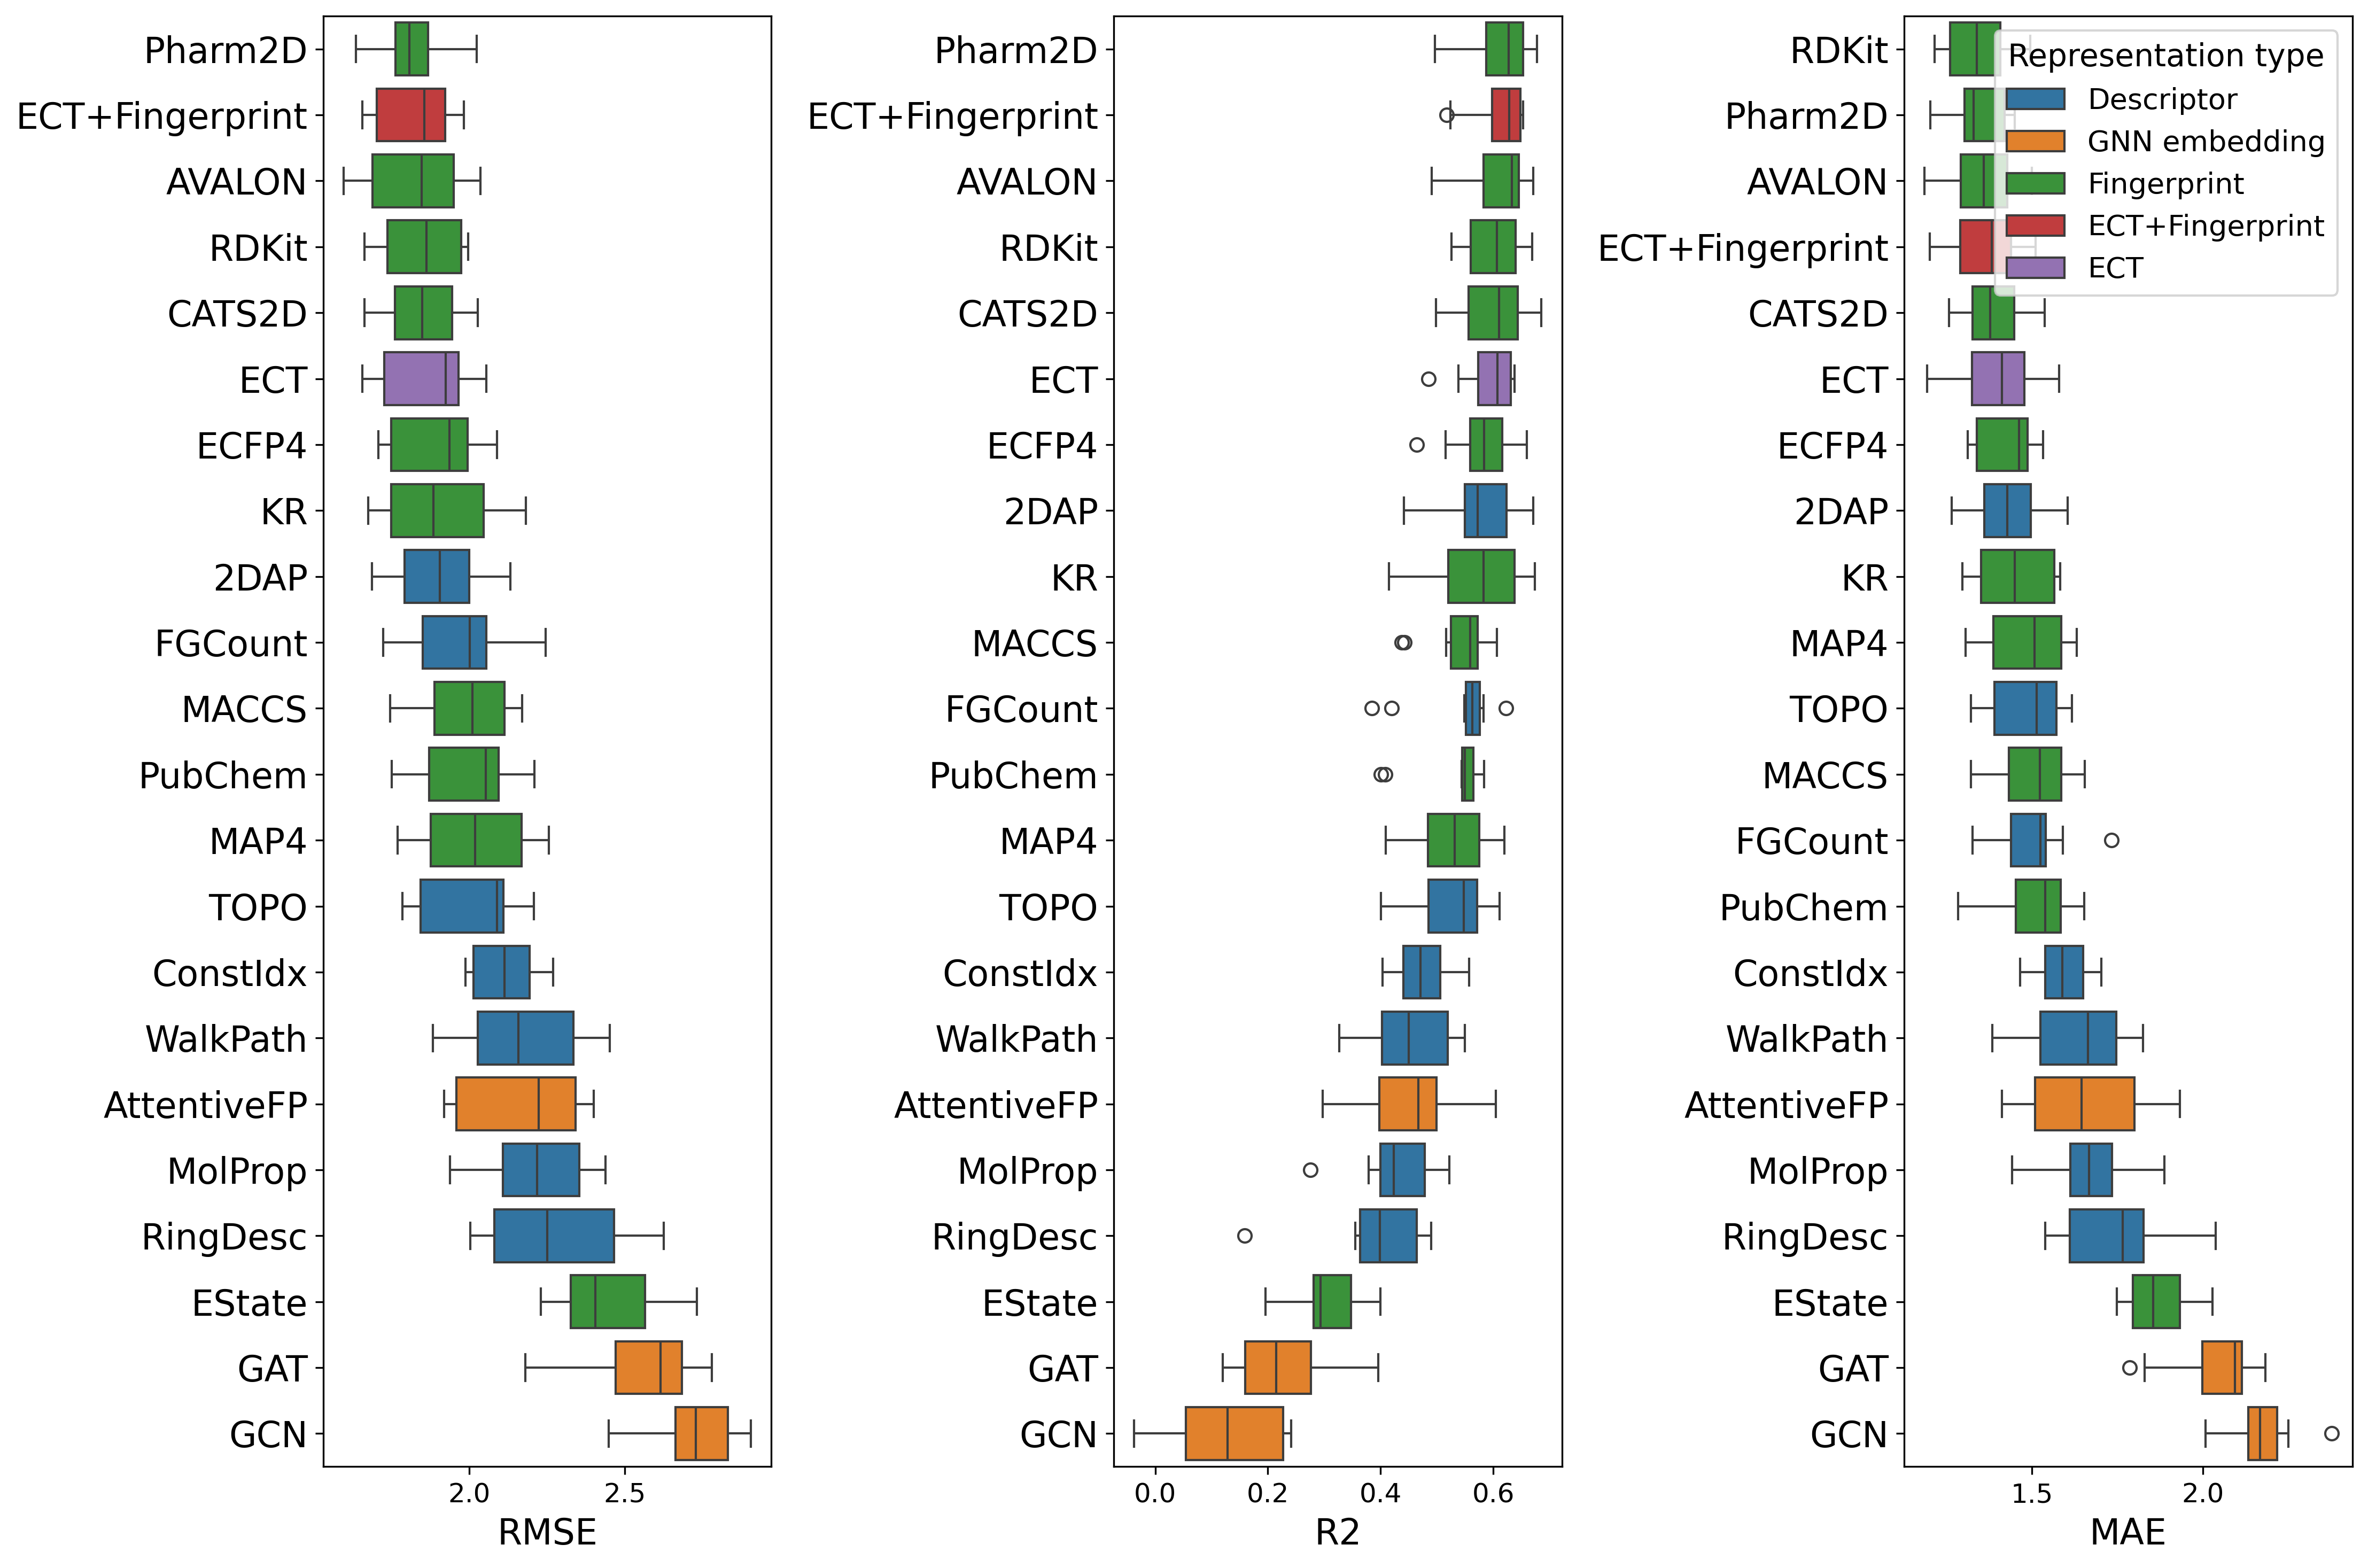 Pharm2D
ECT+Fingerprint
AVALON
RDKit
CATS2D
ECT
ECFP4
KR
2DAP
FGCount
MACCS
PubChem
MAP4
TOPO
ConstIdx
WalkPath
AttentiveFP
MolProp
RingDesc
EState
GAT
GCN
2.0 2.5
RMSE
Pharm2D
ECT+Fingerprint
AVALON
RDKit
CATS2D
ECT
ECFP4
2DAP
KR
MACCS
FGCount
PubChem
MAP4
TOPO
ConstIdx
WalkPath
AttentiveFP
MolProp
RingDesc
EState
GAT
GCN
0.0 0.2 0.4 0.6
R2
RDKit
Pharm2D
AVALON
ECT+Fingerprint
CATS2D
ECT
ECFP4
2DAP
KR
MAP4
TOPO
MACCS
FGCount
PubChem
ConstIdx
WalkPath
AttentiveFP
MolProp
RingDesc
EState
GAT
GCN
1.5 2.0
MAE
Representation type
Descriptor
GNN embedding
Fingerprint
ECT+Fingerprint
ECT